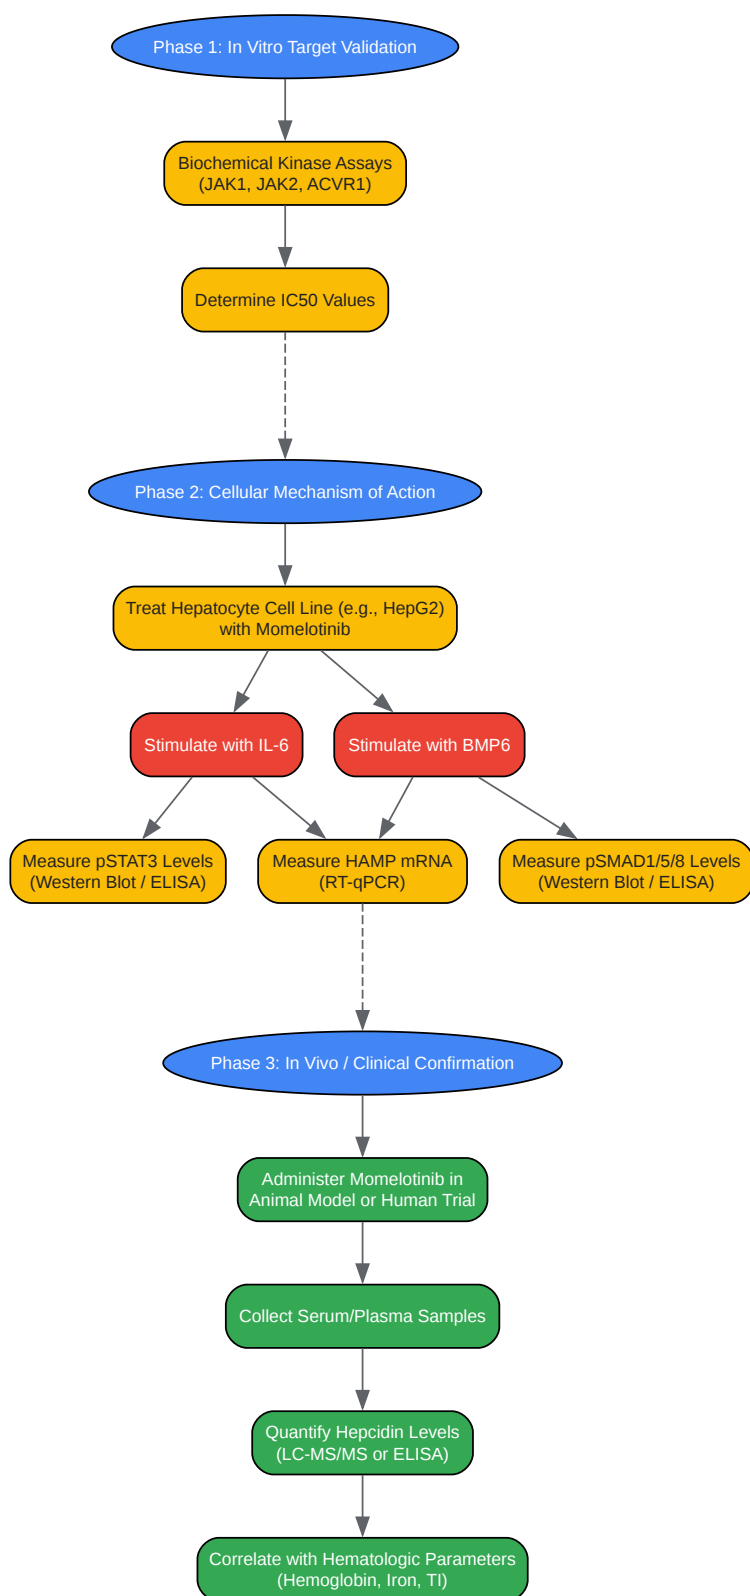 Phase 1: In Vitro Target Validation
Biochemical Kinase Assays
(JAK1, JAK2, ACVR1)
Determine IC50 Values
Phase 2: Cellular Mechanism of Action
Treat Hepatocyte Cell Line (e.g., HepG2)
with Momelotinib
Stimulate with IL-6
Stimulate with BMP6
Measure pSTAT3 Levels
(Western Blot / ELISA)
Measure HAMP mRNA
(RT-qPCR)
Measure pSMAD1/5/8 Levels
(Western Blot / ELISA)
Phase 3: In Vivo / Clinical Confirmation
Administer Momelotinib in
Animal Model or Human Trial
Collect Serum/Plasma Samples
Quantify Hepcidin Levels
(LC-MS/MS or ELISA)
Correlate with Hematologic Parameters
(Hemoglobin, Iron, TI)